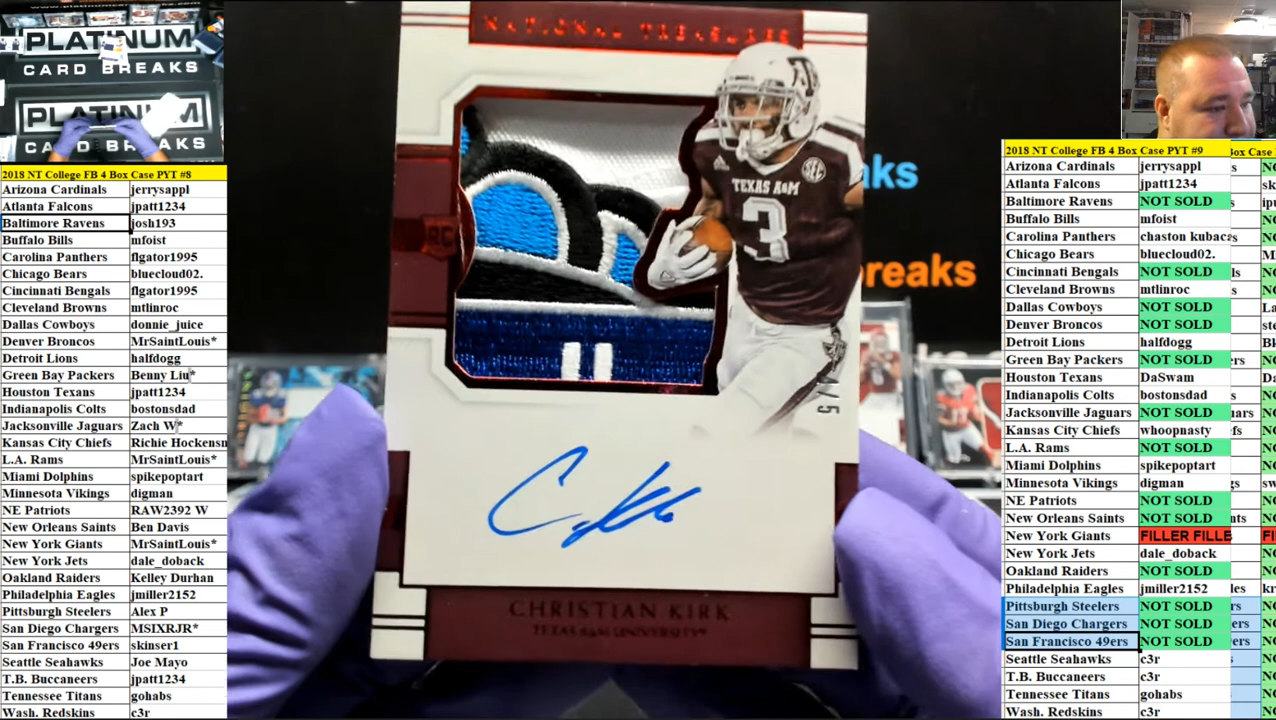 PLATINUM
CARD BREAKS
PLATINUM
CARD BREAKS
2018 NT College FB 4 Box Case PYT #8
Arizona Cardinals jerrysappl
Atlanta Falcons jpatt1234
Baltimore Ravens josh193
Buffalo Bills mfoist
Carolina Panthers flgator1995
Chicago Bears bluecloud02.
Cincinnati Bengals flgator1995
Cleveland Browns mtlinroc
Dallas Cowboys donnie_juice
Denver Broncos MrSaintLouis*
Detroit Lions halfdogg
Green Bay Packers Benny Liu*
Houston Texans jpatt1234
Indianapolis Colts bostonsdad
Jacksonville Jaguars Zach W*
Kansas City Chiefs Richie Hockensn
L.A. Rams MrSaintLouis*
Miami Dolphins spikepoptart
Minnesota Vikings digman
NE Patriots RAW2392 W
New Orleans Saints Ben Davis
New York Giants MrSaintLouis*
New York Jets dale_doback
Oakland Raiders Kelley Durhan
Philadelphia Eagles jmiller2152
Pittsburgh Steelers Alex P
San Diego Chargers MSIXRJR*
San Francisco 49ers skinser1
Seattle Seahawks Joe Mayo
T.B. Buccaneers jpatt1234
Tennessee Titans gohabs
Wash. Redskins c3r
NATIONAL TREASURES
RC
TEXAS A&M
3
SEC
/5
CHRISTIAN KIRK
TEXAS A&M UNIVERSITY
aks
breaks
2018 NT College FB 4 Box Case PYT #9
Arizona Cardinals jerrysappl
Atlanta Falcons jpatt1234
Baltimore Ravens NOT SOLD
Buffalo Bills mfoist
Carolina Panthers chaston kubac
Chicago Bears bluecloud02.
Cincinnati Bengals NOT SOLD
Cleveland Browns mtlinroc
Dallas Cowboys NOT SOLD
Denver Broncos NOT SOLD
Detroit Lions halfdogg
Green Bay Packers NOT SOLD
Houston Texans DaSwam
Indianapolis Colts bostonsdad
Jacksonville Jaguars NOT SOLD
Kansas City Chiefs whoopnasty
L.A. Rams NOT SOLD
Miami Dolphins spikepoptart
Minnesota Vikings digman
NE Patriots NOT SOLD
New Orleans Saints NOT SOLD
New York Giants FILLER FILLE
New York Jets dale_doback
Oakland Raiders NOT SOLD
Philadelphia Eagles jmiller2152
Pittsburgh Steelers NOT SOLD
San Diego Chargers NOT SOLD
San Francisco 49ers NOT SOLD
Seattle Seahawks c3r
T.B. Buccaneers c3r
Tennessee Titans gohabs
Wash. Redskins c3r